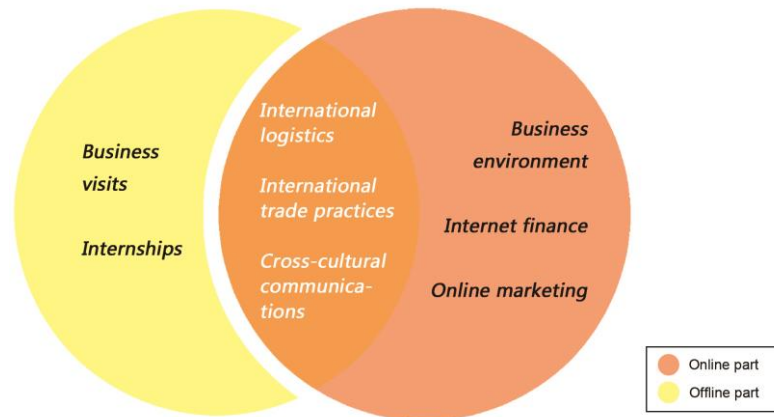 Business
visits
Internships
International
logistics
International
trade practices
Cross-cultural
communica-
tions
Business
environment
Internet finance
Online marketing
Online part
Offline part